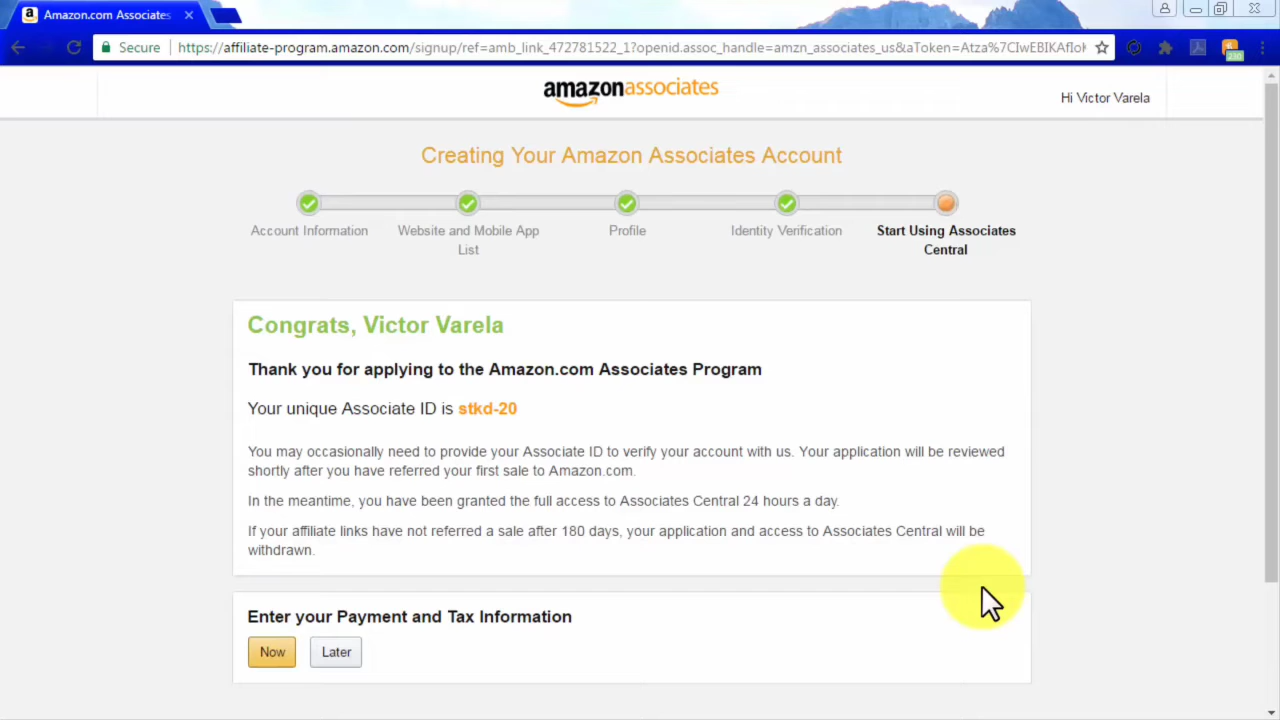 Amazon.com Associates
Secure
https://affiliate-program.amazon.com/signup/ref=amb_link_472781522_1?openid.assoc_handle=amzn_associates_us&aToken=Atza%7CIwEBIKAfIoK
amazonassociates
Hi Victor Varela
Creating Your Amazon Associates Account
Account Information
Website and Mobile App
List
Profile
Identity Verification
Start Using Associates
Central
Congrats, Victor Varela
Thank you for applying to the Amazon.com Associates Program
Your unique Associate ID is stkd-20
You may occasionally need to provide your Associate ID to verify your account with us. Your application will be reviewed
shortly after you have referred your first sale to Amazon.com.
In the meantime, you have been granted the full access to Associates Central 24 hours a day.
If your affiliate links have not referred a sale after 180 days, your application and access to Associates Central will be
withdrawn.
Enter your Payment and Tax Information
Now
Later